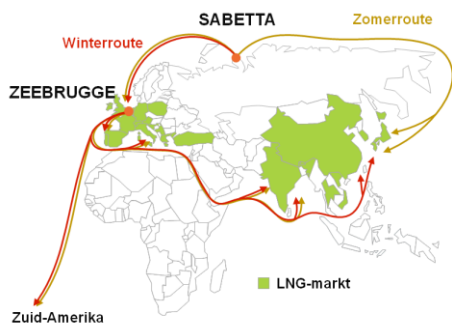 SABETTA
Zomerroute
Winterroute
ZEEBRUGGE
LNG-markt
Zuid-Amerika